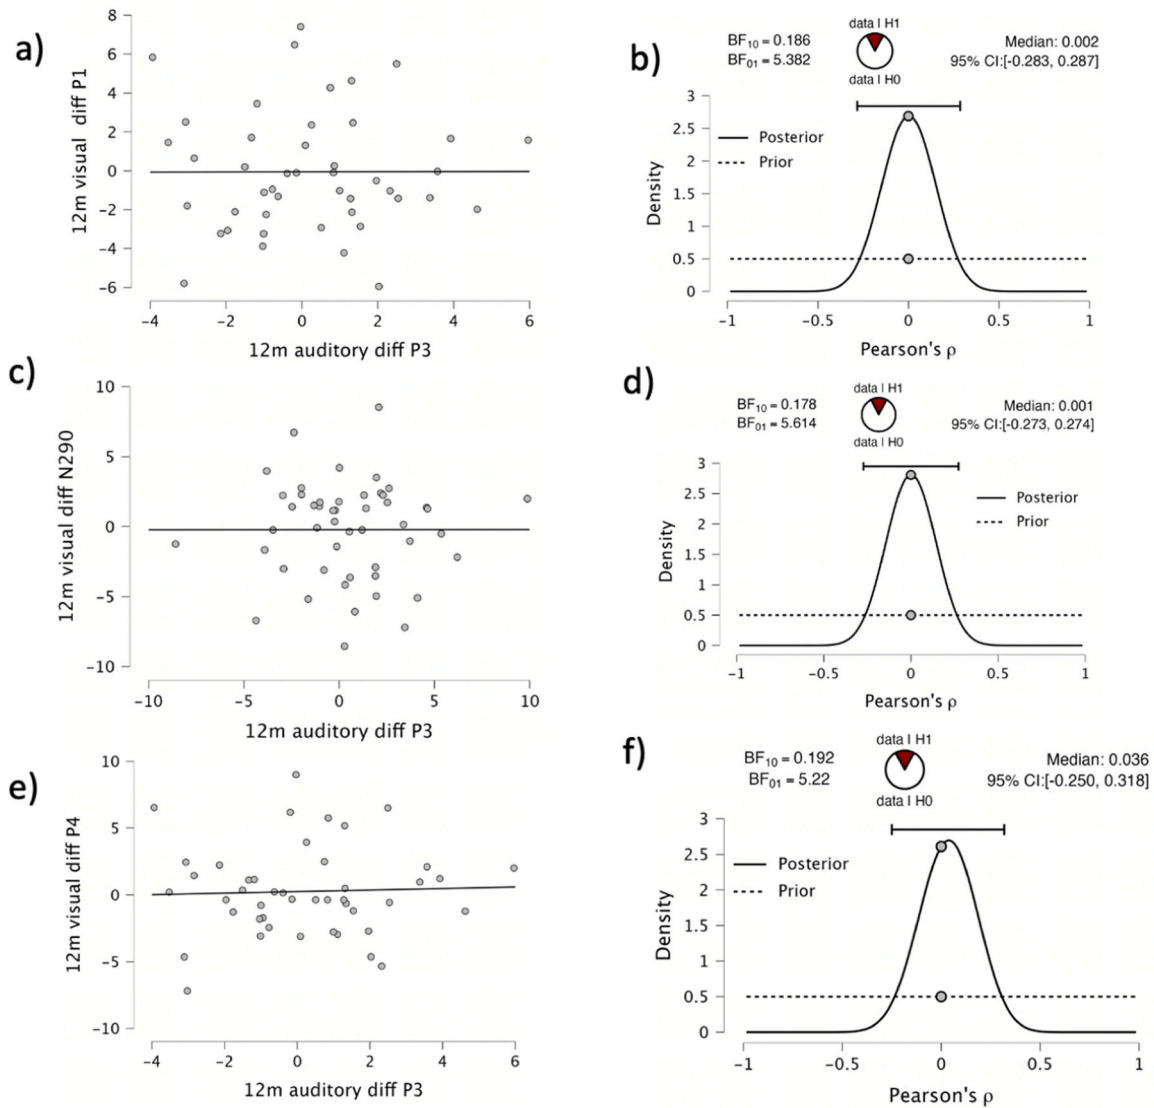 a)
8
6
4
2
0
−2
−4
−6
12m visual diff P1
−4 −2 0 2 4 6
12m auditory diff P3
b)
BF10 = 0.186
BF01 = 5.382
data | H1
data | H0
Median: 0.002
95% CI:[-0.283, 0.287]
3
2.5
2
1.5
1
0.5
0
Density
Posterior
Prior
−1 −0.5 0 0.5 1
Pearson's ρ
c)
10
5
0
−5
−10
12m visual diff N290
−10 −5 0 5 10
12m auditory diff P3
d)
BF10 = 0.178
BF01 = 5.614
data | H1
data | H0
Median: 0.001
95% CI:[-0.273, 0.274]
3
2.5
2
1.5
1
0.5
0
Density
Posterior
Prior
−1 −0.5 0 0.5 1
Pearson's ρ
e)
10
5
0
−5
−10
12m visual diff P4
−4 −2 0 2 4 6
12m auditory diff P3
f)
BF10 = 0.192
BF01 = 5.22
data | H1
data | H0
Median: 0.036
95% CI:[-0.250, 0.318]
3
2.5
2
1.5
1
0.5
0
Density
Posterior
Prior
−1 −0.5 0 0.5 1
Pearson's ρ